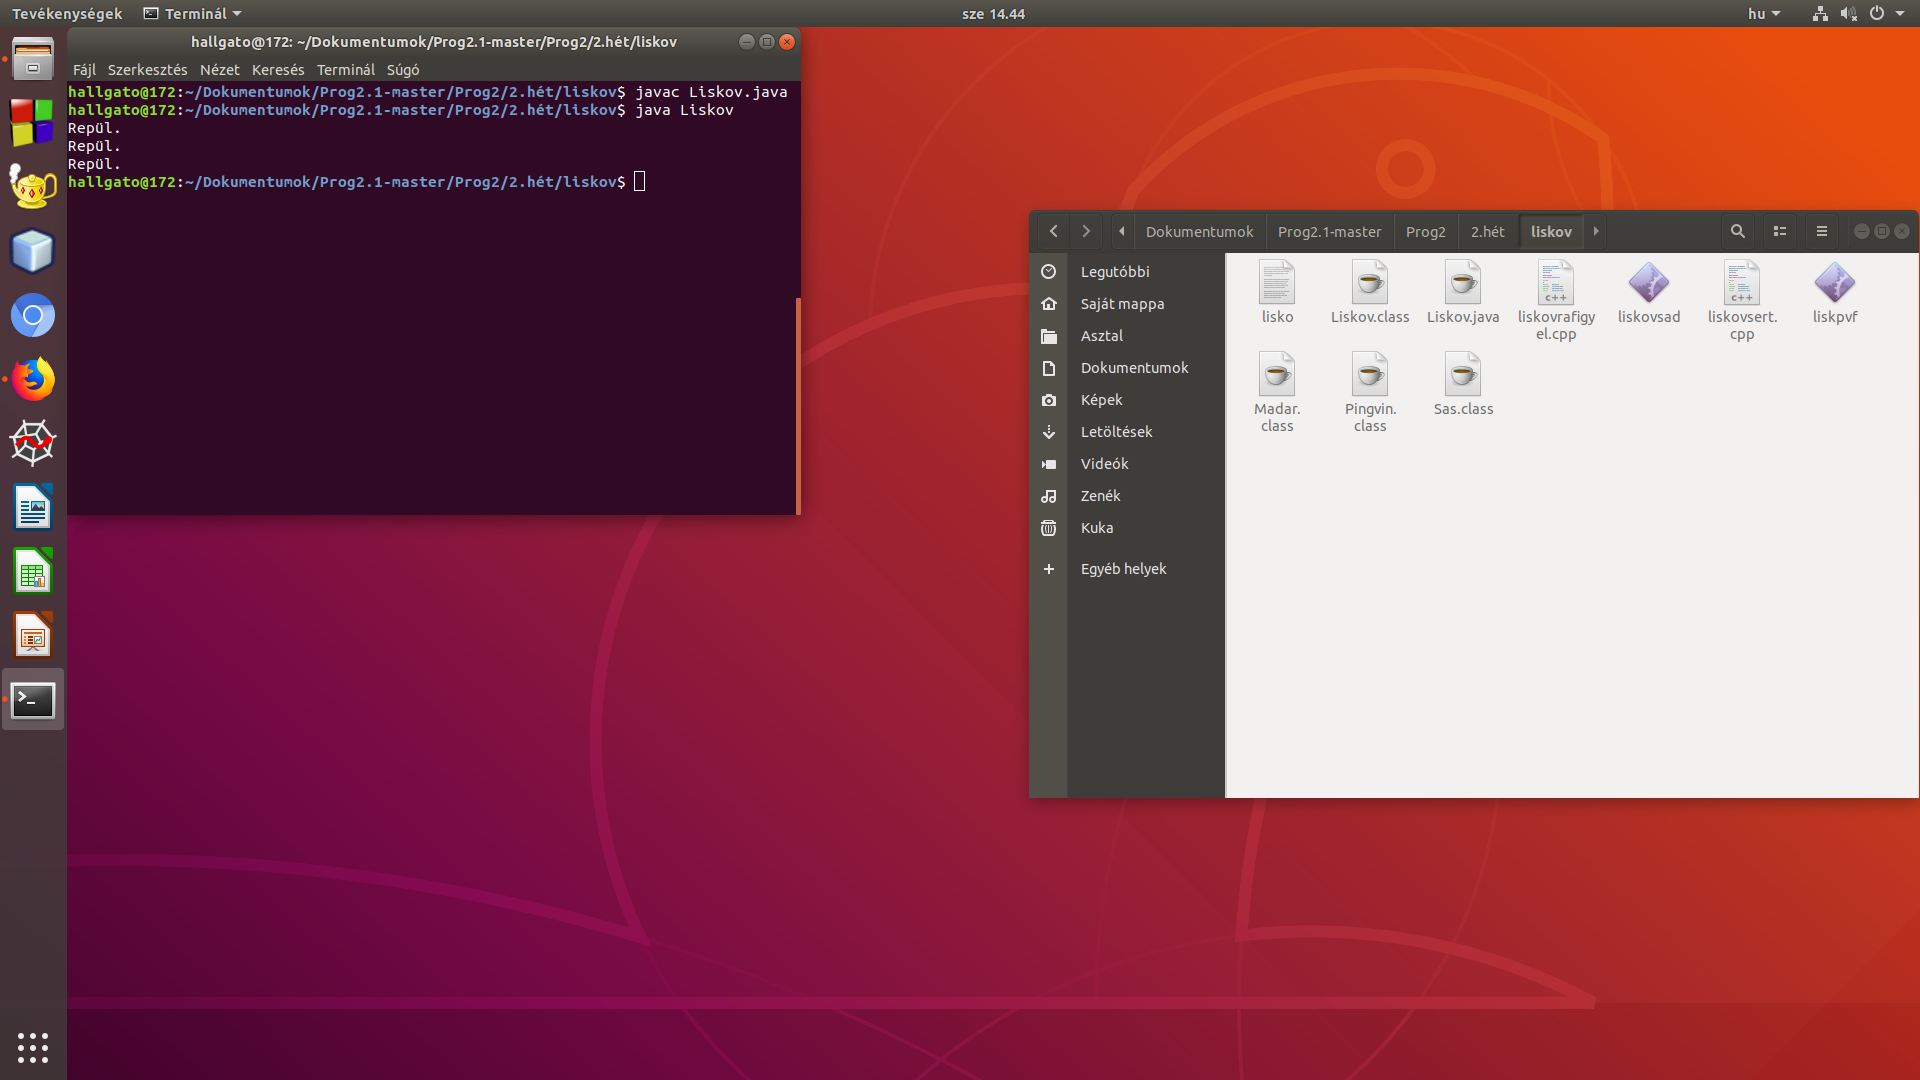 Tevékenységek
Terminál
sze 14.44
hu
hallgato@172: ~/Dokumentumok/Prog2.1-master/Prog2/2.hét/liskov
Fájl Szerkesztés Nézet Keresés Terminál Súgó
hallgato@172:~/Dokumentumok/Prog2.1-master/Prog2/2.hét/liskov$ javac Liskov.java
hallgato@172:~/Dokumentumok/Prog2.1-master/Prog2/2.hét/liskov$ java Liskov
Repül.
Repül.
Repül.
hallgato@172:~/Dokumentumok/Prog2.1-master/Prog2/2.hét/liskov$
Dokumentumok Prog2.1-master Prog2 2.hét liskov
Legutóbbi
Saját mappa
Asztal
Dokumentumok
Képek
Letöltések
Videók
Zenék
Kuka
Egyéb helyek
lisko
Liskov.class
Liskov.java
liskovrafigy
el.cpp
liskovsad
liskovsert.
cpp
liskpvf
Madar.
class
Pingvin.
class
Sas.class
c++
c++